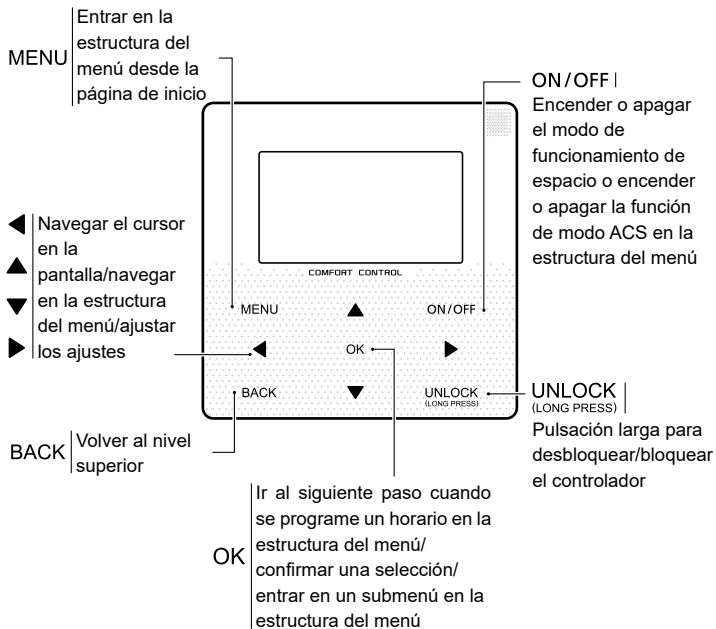 MENU
Entrar en la
estructura del
menú desde la
página de inicio
ON/OFF
Encender o apagar
el modo de
funcionamiento de
espacio o encender
o apagar la función
de modo ACS en la
estructura del menú
◀ Navegar el cursor
en la
▲ pantalla/navegar
▼ en la estructura
del menú/ajustar
▶ los ajustes
COMFORT CONTROL
MENU ▲ ON/OFF
◀ OK ▶
BACK ▼ UNLOCK
(LONG PRESS)
UNLOCK
(LONG PRESS)
Pulsación larga para
desbloquear/bloquear
el controlador
BACK
Volver al nivel
superior
OK
Ir al siguiente paso cuando
se programe un horario en la
estructura del menú/
confirmar una selección/
entrar en un submenú en la
estructura del menú